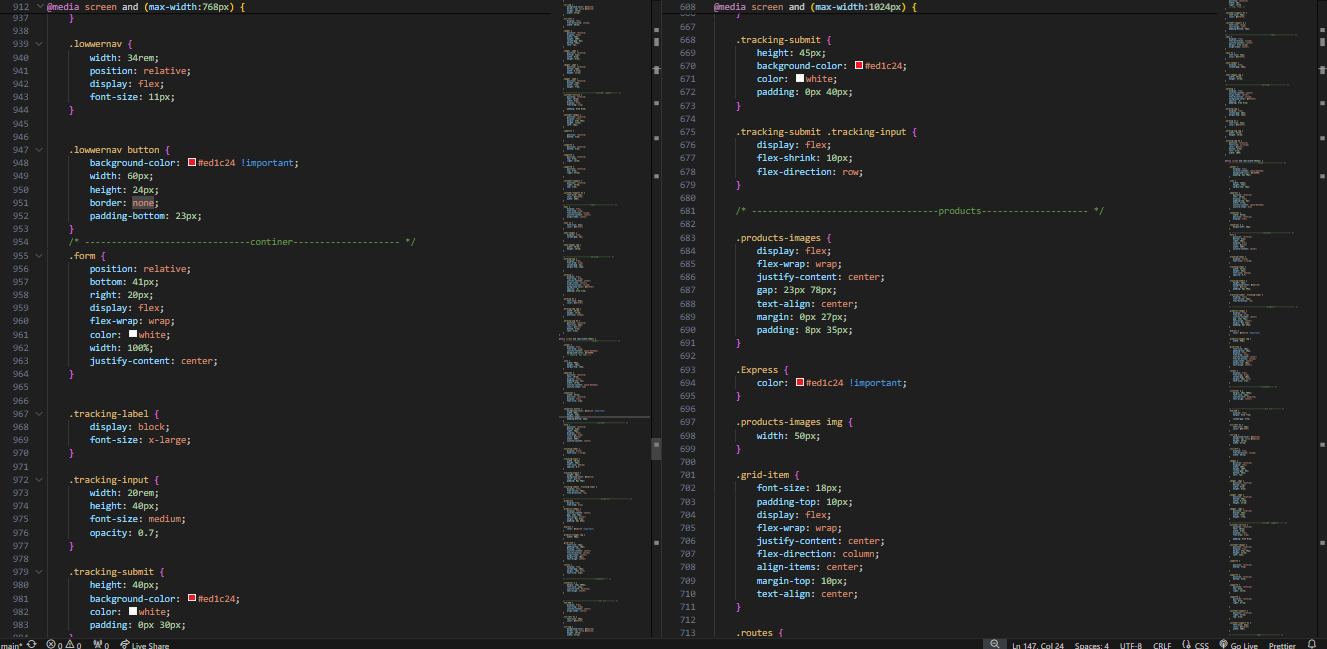 912 @media screen and (max-width:768px) {
937 }
938
939 .lowwernav {
940 width: 34rem;
941 position: relative;
942 display: flex;
943 font-size: 11px;
944 }
945
946
947 .lowwernav button {
948 background-color: #ed1c24 !important;
949 width: 60px;
950 height: 24px;
951 border: none;
952 padding-bottom: 23px;
953 }
954 /* -------------------------------continer-------------------- */
955 .form {
956 position: relative;
957 bottom: 41px;
958 right: 20px;
959 display: flex;
960 flex-wrap: wrap;
961 color: white;
962 width: 100%;
963 justify-content: center;
964 }
965
966
967 .tracking-label {
968 display: block;
969 font-size: x-large;
970 }
971
972 .tracking-input {
973 width: 20rem;
974 height: 40px;
975 font-size: medium;
976 opacity: 0.7;
977 }
978
979 .tracking-submit {
980 height: 40px;
981 background-color: #ed1c24;
982 color: white;
983 padding: 0px 30px;
608 @media screen and (max-width:1024px) {
666 }
667
668 .tracking-submit {
669 height: 45px;
670 background-color: #ed1c24;
671 color: white;
672 padding: 0px 40px;
673 }
674
675 .tracking-submit .tracking-input {
676 display: flex;
677 flex-shrink: 10px;
678 flex-direction: row;
679 }
680
681 /* -----------------------------------products-------------------- */
682
683 .products-images {
684 display: flex;
685 flex-wrap: wrap;
686 justify-content: center;
687 gap: 23px 78px;
688 text-align: center;
689 margin: 0px 27px;
690 padding: 8px 35px;
691 }
692
693 .Express {
694 color: #ed1c24 !important;
695 }
696
697 .products-images img {
698 width: 50px;
699 }
700
701 .grid-item {
702 font-size: 18px;
703 padding-top: 10px;
704 display: flex;
705 flex-wrap: wrap;
706 justify-content: center;
707 flex-direction: column;
708 align-items: center;
709 margin-top: 10px;
710 text-align: center;
711 }
712
713 .routes {
main* 0 0 0 Live Share Ln 147, Col 24 Spaces: 4 UTF-8 CRLF CSS Go Live Prettier